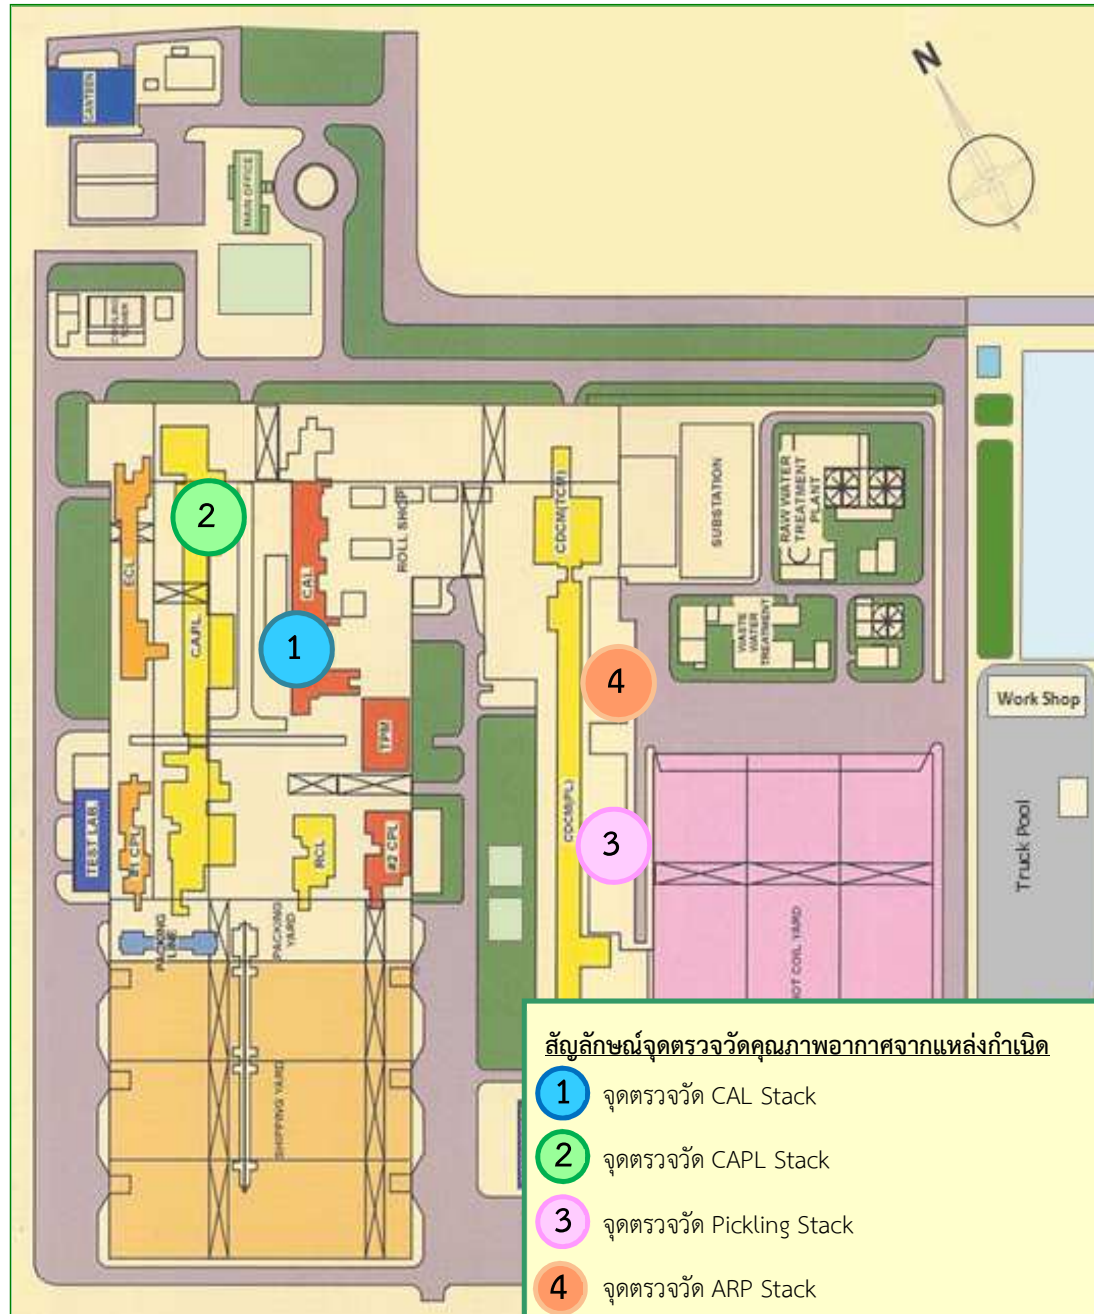 N
CANTEEN
MAIN OFFICE
COOLING
TOWER
2
1
4
3
ECL
CAPL
CAL
ROLL SHOP
CDCM(TCM)
SUBSTATION
RAW WATER
TREATMENT
PLANT
WASTE
WATER
TREATMENT
Work Shop
Truck Pool
TPM
TEST LAB
#1 CPL
RCL
#2 CPL
CDCM(PL)
PACKING
LINE
PACKING
YARD
SHIPPING YARD
HOT COIL YARD
สัญลักษณ์จุดตรวจวัดคุณภาพอากาศจากแหล่งกำเนิด
1 จุดตรวจวัด CAL Stack
2 จุดตรวจวัด CAPL Stack
3 จุดตรวจวัด Pickling Stack
4 จุดตรวจวัด ARP Stack